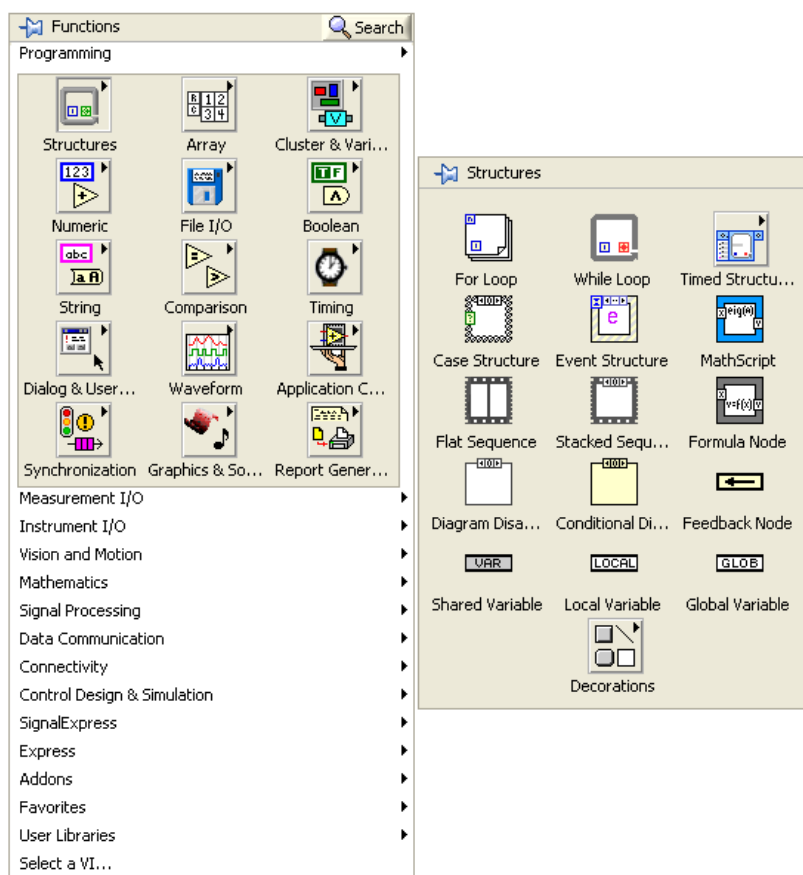 Functions
Search
Programming
Structures Array Cluster & Vari...
Numeric File I/O Boolean
String Comparison Timing
Dialog & User... Waveform Application C...
Synchronization Graphics & So... Report Gener...
Measurement I/O
Instrument I/O
Vision and Motion
Mathematics
Signal Processing
Data Communication
Connectivity
Control Design & Simulation
SignalExpress
Express
Addons
Favorites
User Libraries
Select a VI...
Structures
For Loop While Loop Timed Structu...
Case Structure Event Structure MathScript
Flat Sequence Stacked Sequ... Formula Node
Diagram Disa... Conditional Di... Feedback Node
VAR LOCAL GLOB
Shared Variable Local Variable Global Variable
Decorations